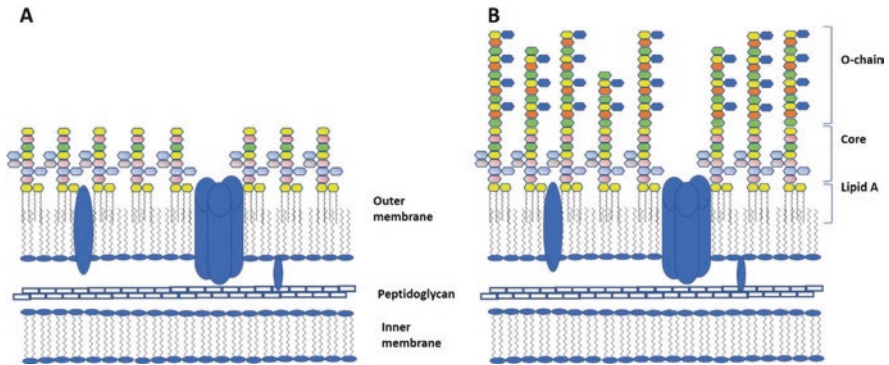 A
B
O-chain
Core
Lipid A
Outer
membrane
Peptidoglycan
Inner
membrane